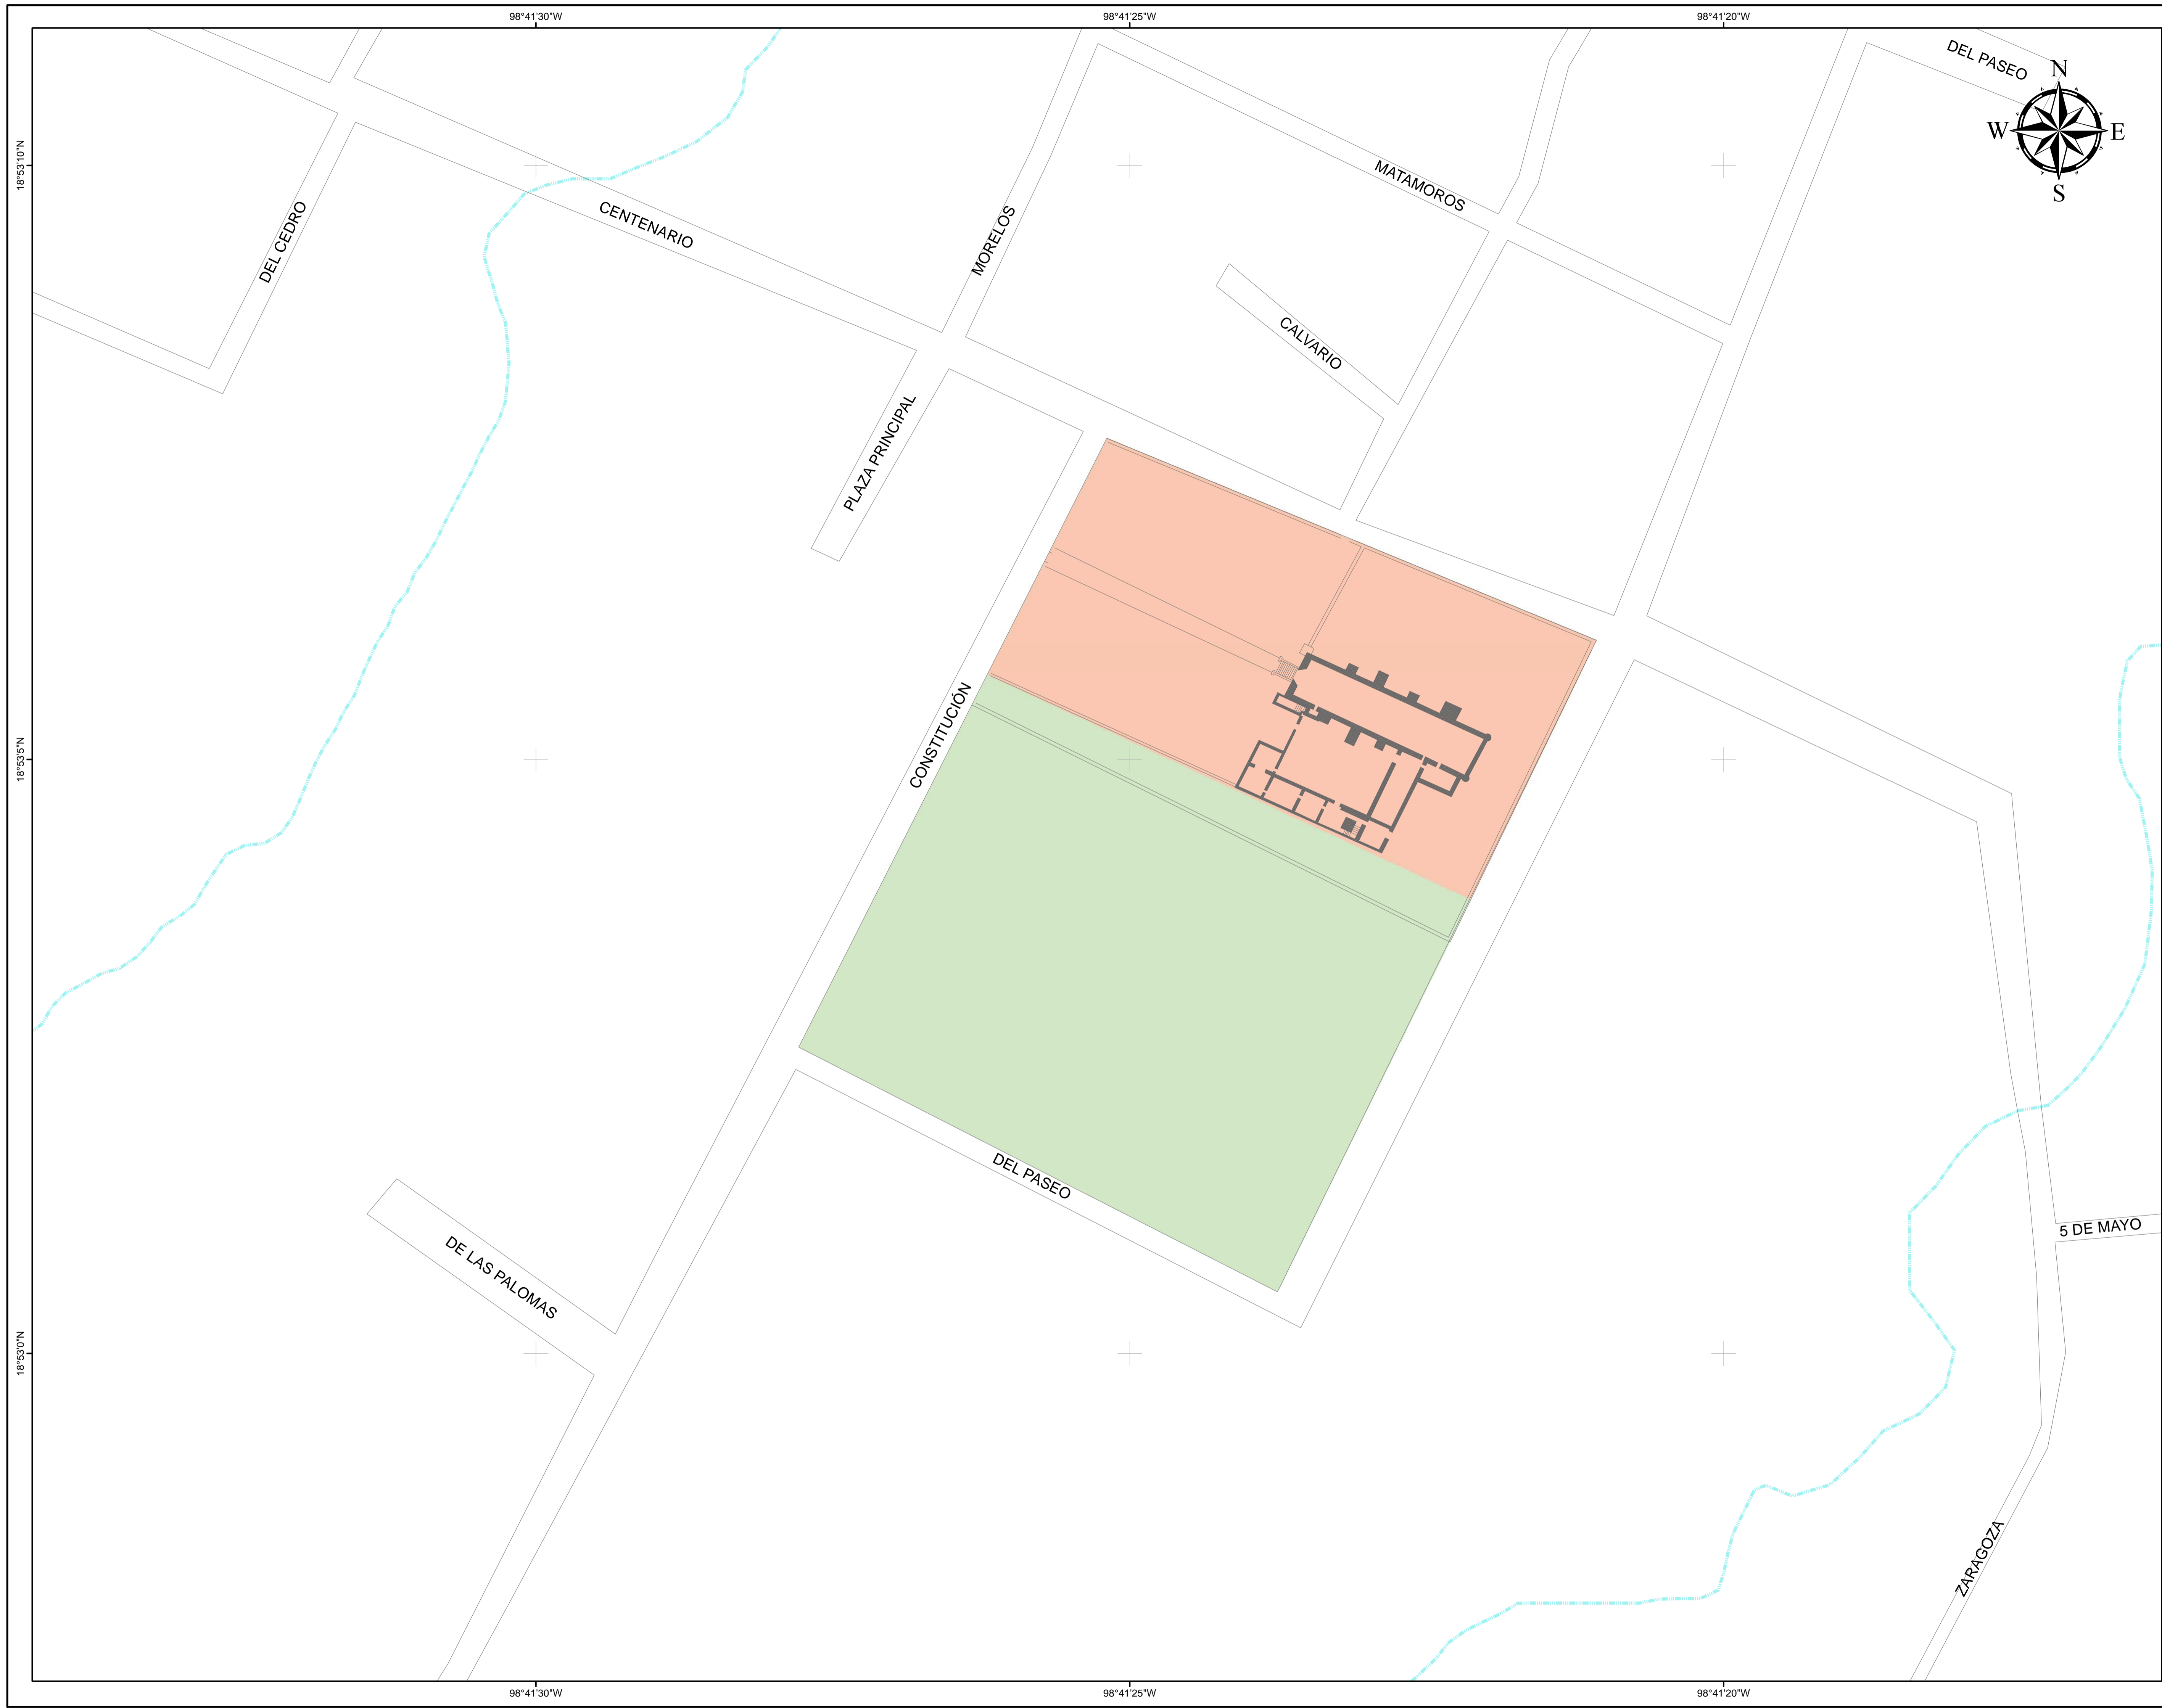 98°41'30"W
98°41'25"W
98°41'20"W
DEL PASEO
N
W
E
S
18°53'10"N
MATAMOROS
DEL CEDRO
CENTENARIO
MORELOS
CALVARIO
PLAZA PRINCIPAL
CONSTITUCIÓN
18°53'5"N
DEL PASEO
5 DE MAYO
DE LAS PALOMAS
18°53'0"N
ZARAGOZA
98°41'30"W
98°41'25"W
98°41'20"W